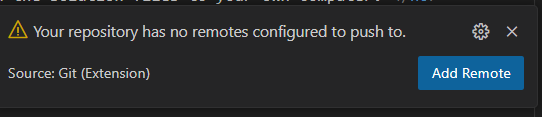 Your repository has no remotes configured to push to.
Source: Git (Extension)
Add Remote